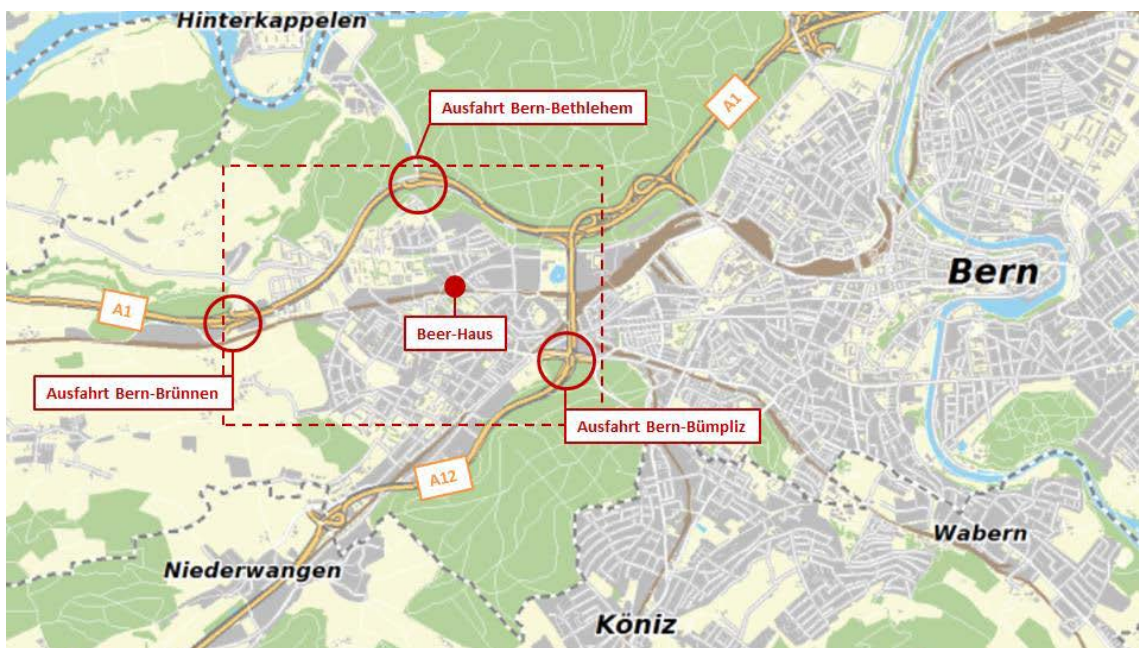 Hinterkappelen
Ausfahrt Bern-Bethlehem
A1
Bern
A1
Beer-Haus
Ausfahrt Bern-Brünnen
Ausfahrt Bern-Bümpliz
A12
Wabern
Niederwangen
Köniz